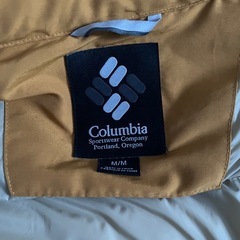 Columbia
Sportswear Company
Portland, Oregon
M/M